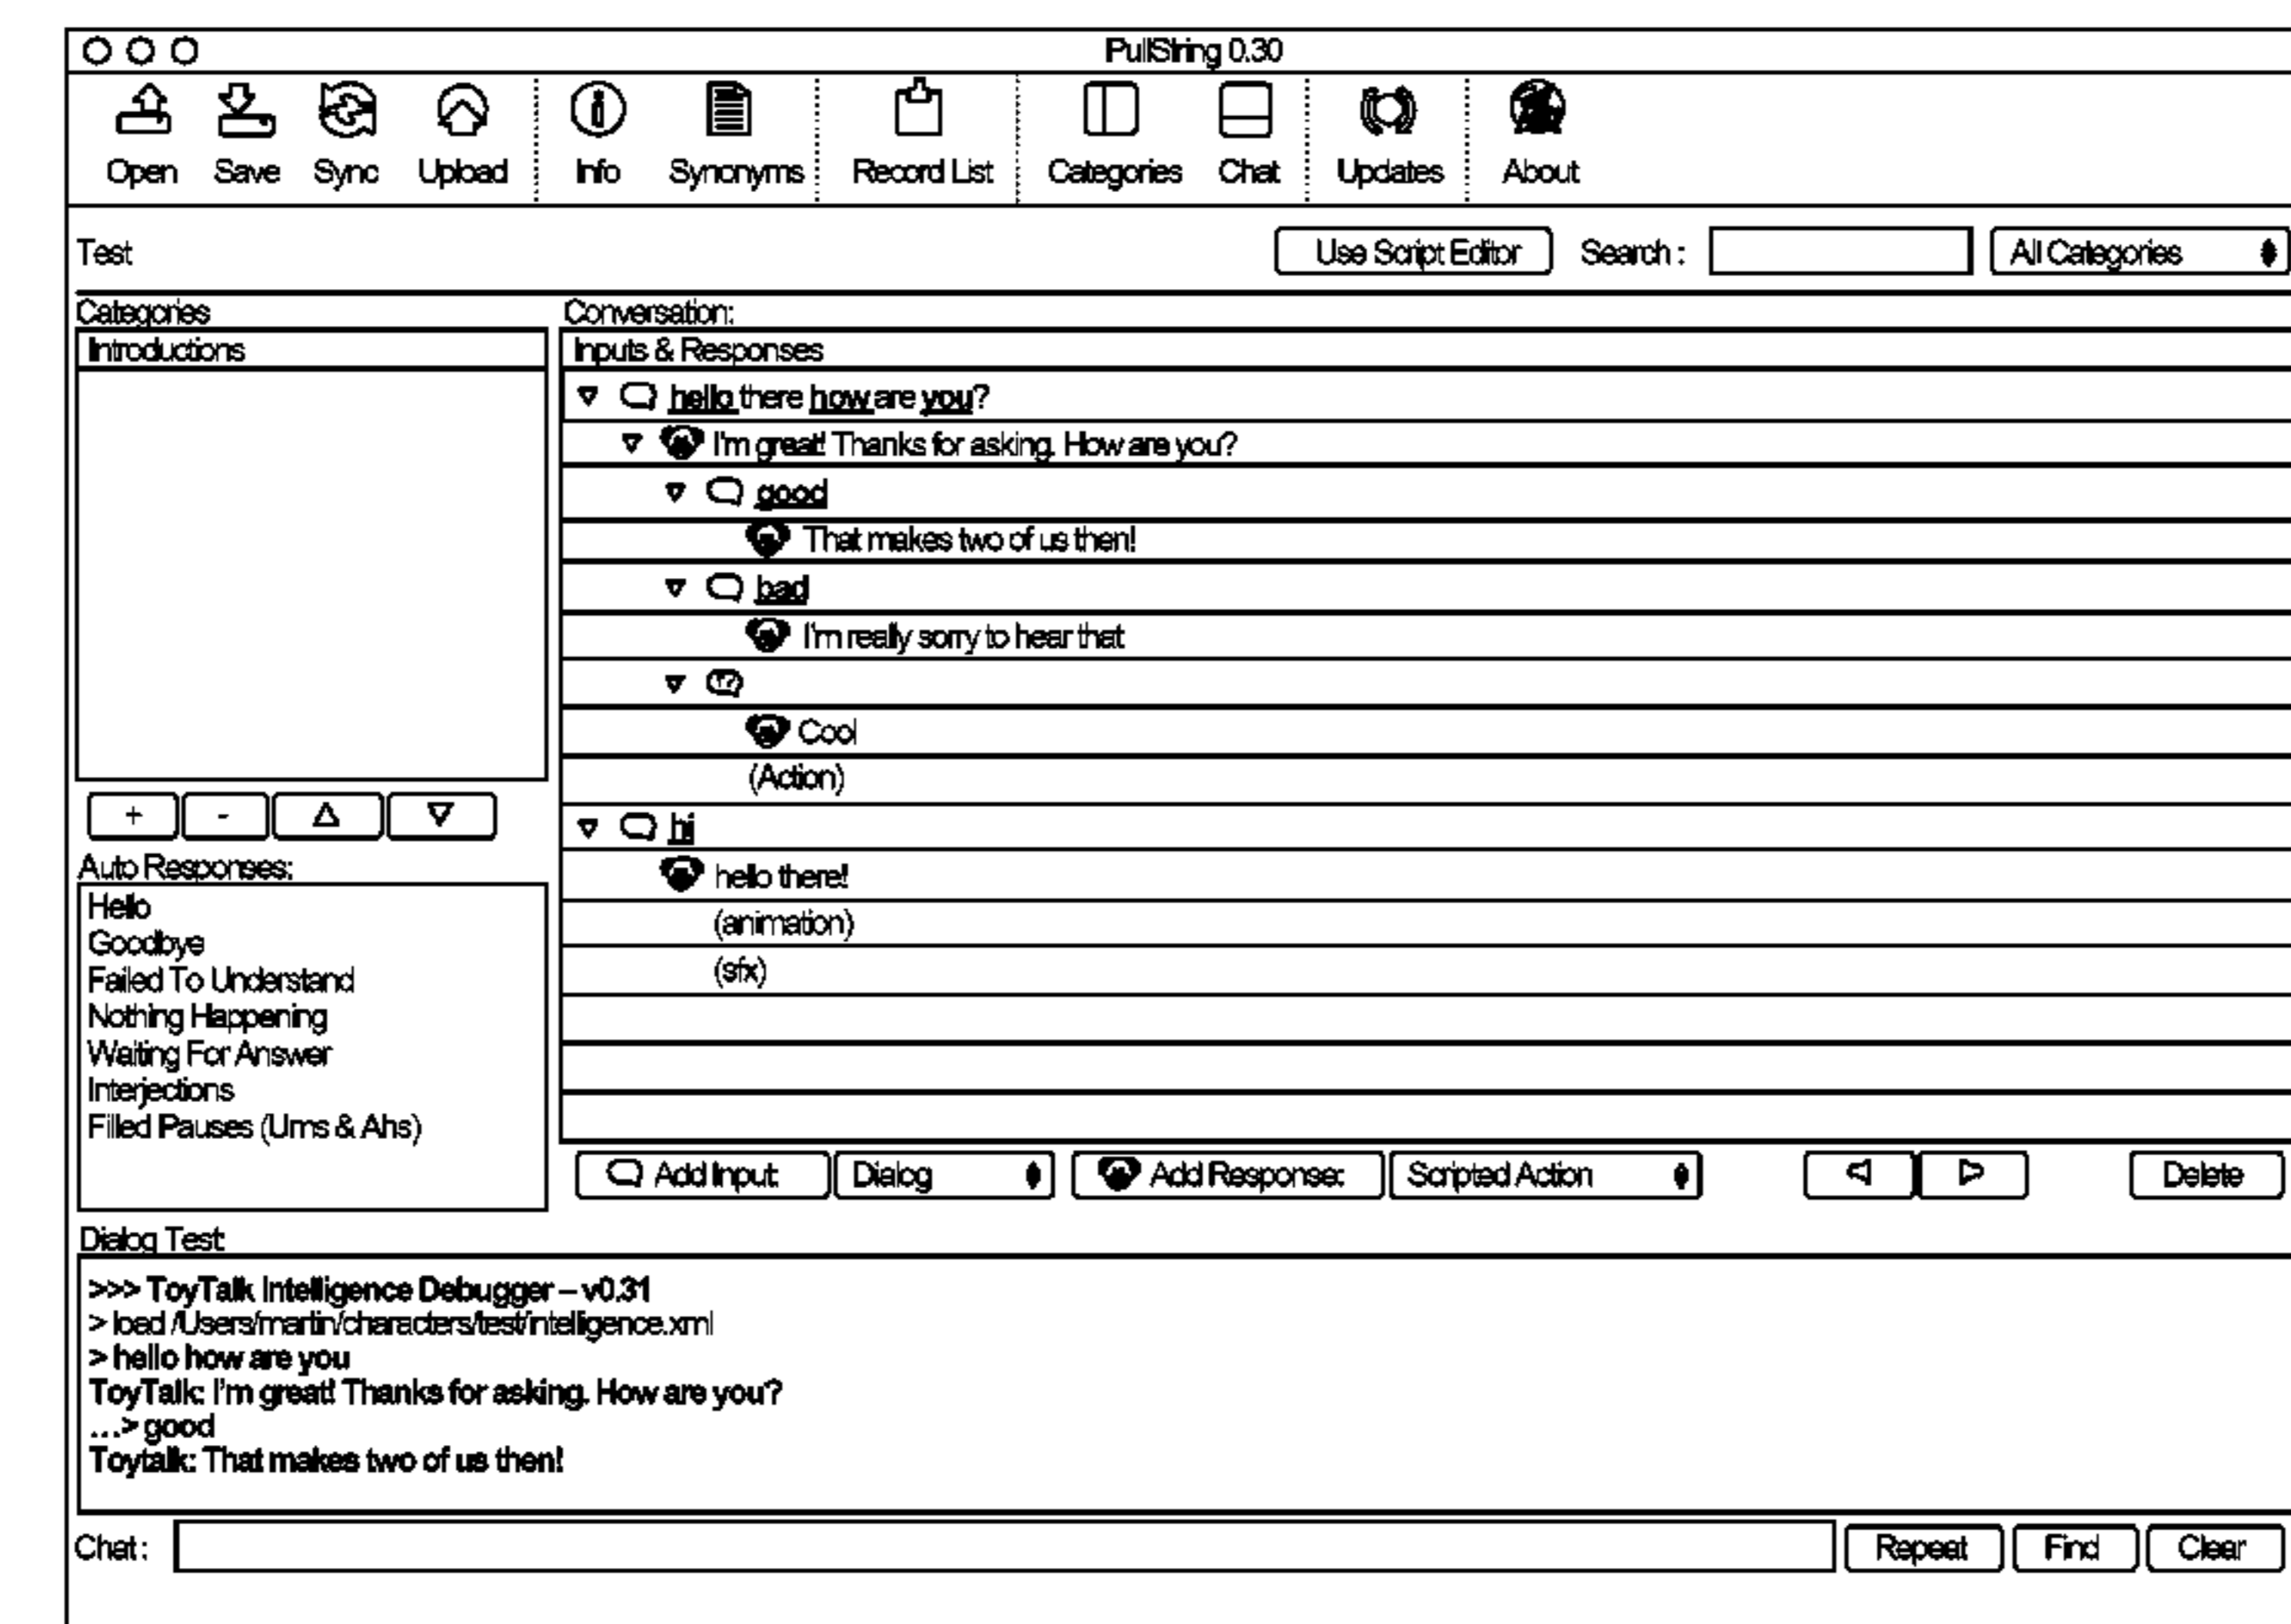 PullString 0.30
Open Save Sync Upload Info Synonyms Record List Categories Chat Updates About
Test Use Script Editor Search: All Categories
Categories
Introductions
Conversation:
Inputs & Responses
hello there how are you?
I'm great! Thanks for asking. How are you?
good
That makes two of us then!
bad
I'm really sorry to hear that
!?
Cool
(Action)
hi
hello there!
(animation)
(sfx)
+ -
Auto Responses:
Hello
Goodbye
Failed To Understand
Nothing Happening
Waiting For Answer
Interjections
Filled Pauses (Ums & Ahs)
Add Input: Dialog Add Response: Scripted Action Delete
Dialog Test:
>>> ToyTalk Intelligence Debugger – v0.31
> load /Users/martin/characters/test/intelligence.xml
> hello how are you
ToyTalk: I'm great! Thanks for asking. How are you?
...> good
Toytalk: That makes two of us then!
Chat: Repeat Find Clear